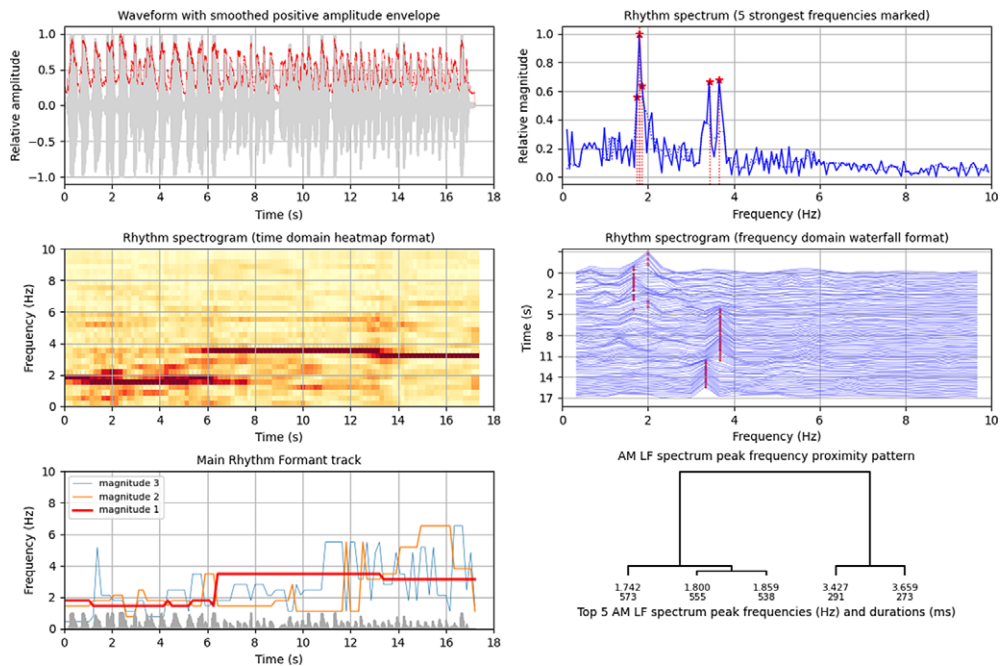 Waveform with smoothed positive amplitude envelope
Relative amplitude
1.0
0.5
0.0
−0.5
−1.0
0 2 4 6 8 10 12 14 16 18
Time (s)
Rhythm spectrum (5 strongest frequencies marked)
Relative magnitude
1.0
0.8
0.6
0.4
0.2
0.0
0 2 4 6 8 10
Frequency (Hz)
Rhythm spectrogram (time domain heatmap format)
Frequency (Hz)
10
8
6
4
2
0
0 2 4 6 8 10 12 14 16 18
Time (s)
Rhythm spectrogram (frequency domain waterfall format)
Time (s)
0
2
5
8
11
14
17
0 2 4 6 8 10
Frequency (Hz)
Main Rhythm Formant track
Frequency (Hz)
10
8
6
4
2
0
magnitude 3
magnitude 2
magnitude 1
0 2 4 6 8 10 12 14 16 18
Time (s)
AM LF spectrum peak frequency proximity pattern
1.742 1.800 1.859 3.427 3.659
573 555 538 291 273
Top 5 AM LF spectrum peak frequencies (Hz) and durations (ms)